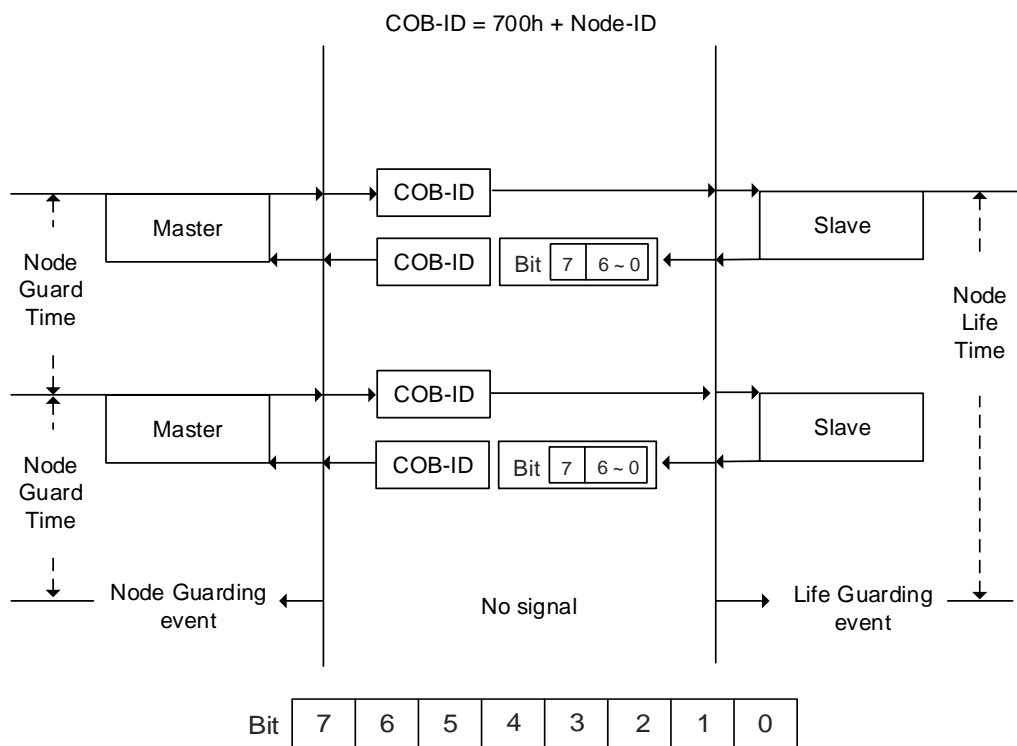 COB-ID = 700h + Node-ID
COB-ID
Master
Slave
COB-ID
Bit 7 6 ~ 0
Node
Guard
Time
Node
Life
Time
COB-ID
Master
Slave
COB-ID
Bit 7 6 ~ 0
Node
Guard
Time
Node Guarding
event
No signal
Life Guarding
event
Bit 7 6 5 4 3 2 1 0